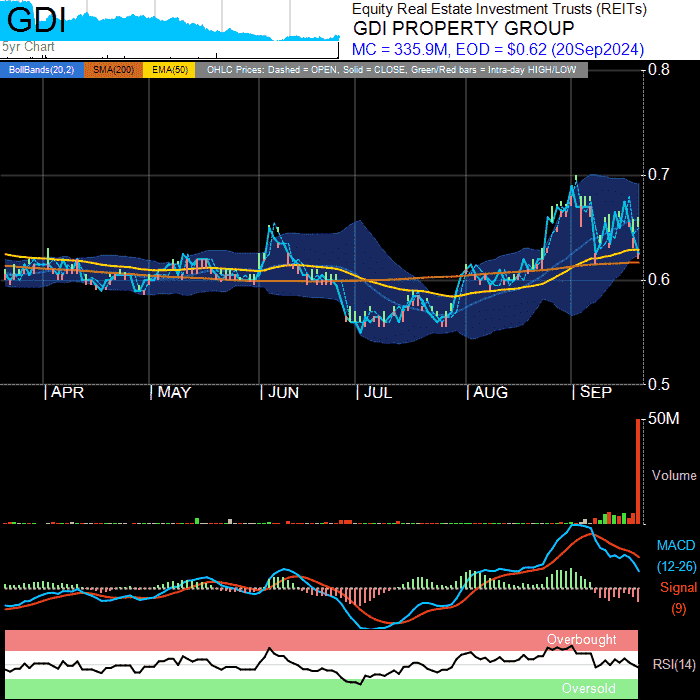 GDI
5yr Chart
Equity Real Estate Investment Trusts (REITs)
GDI PROPERTY GROUP
MC = 335.9M, EOD = $0.62 (20Sep2024)
BollBands(20,2) SMA(200) EMA(50) OHLC Prices: Dashed = OPEN, Solid = CLOSE, Green/Red bars = Intra-day HIGH/LOW
0.8
0.7
0.6
0.5
APR MAY JUN JUL AUG SEP
50M
Volume
MACD
(12-26)
Signal
(9)
Overbought
RSI(14)
Oversold